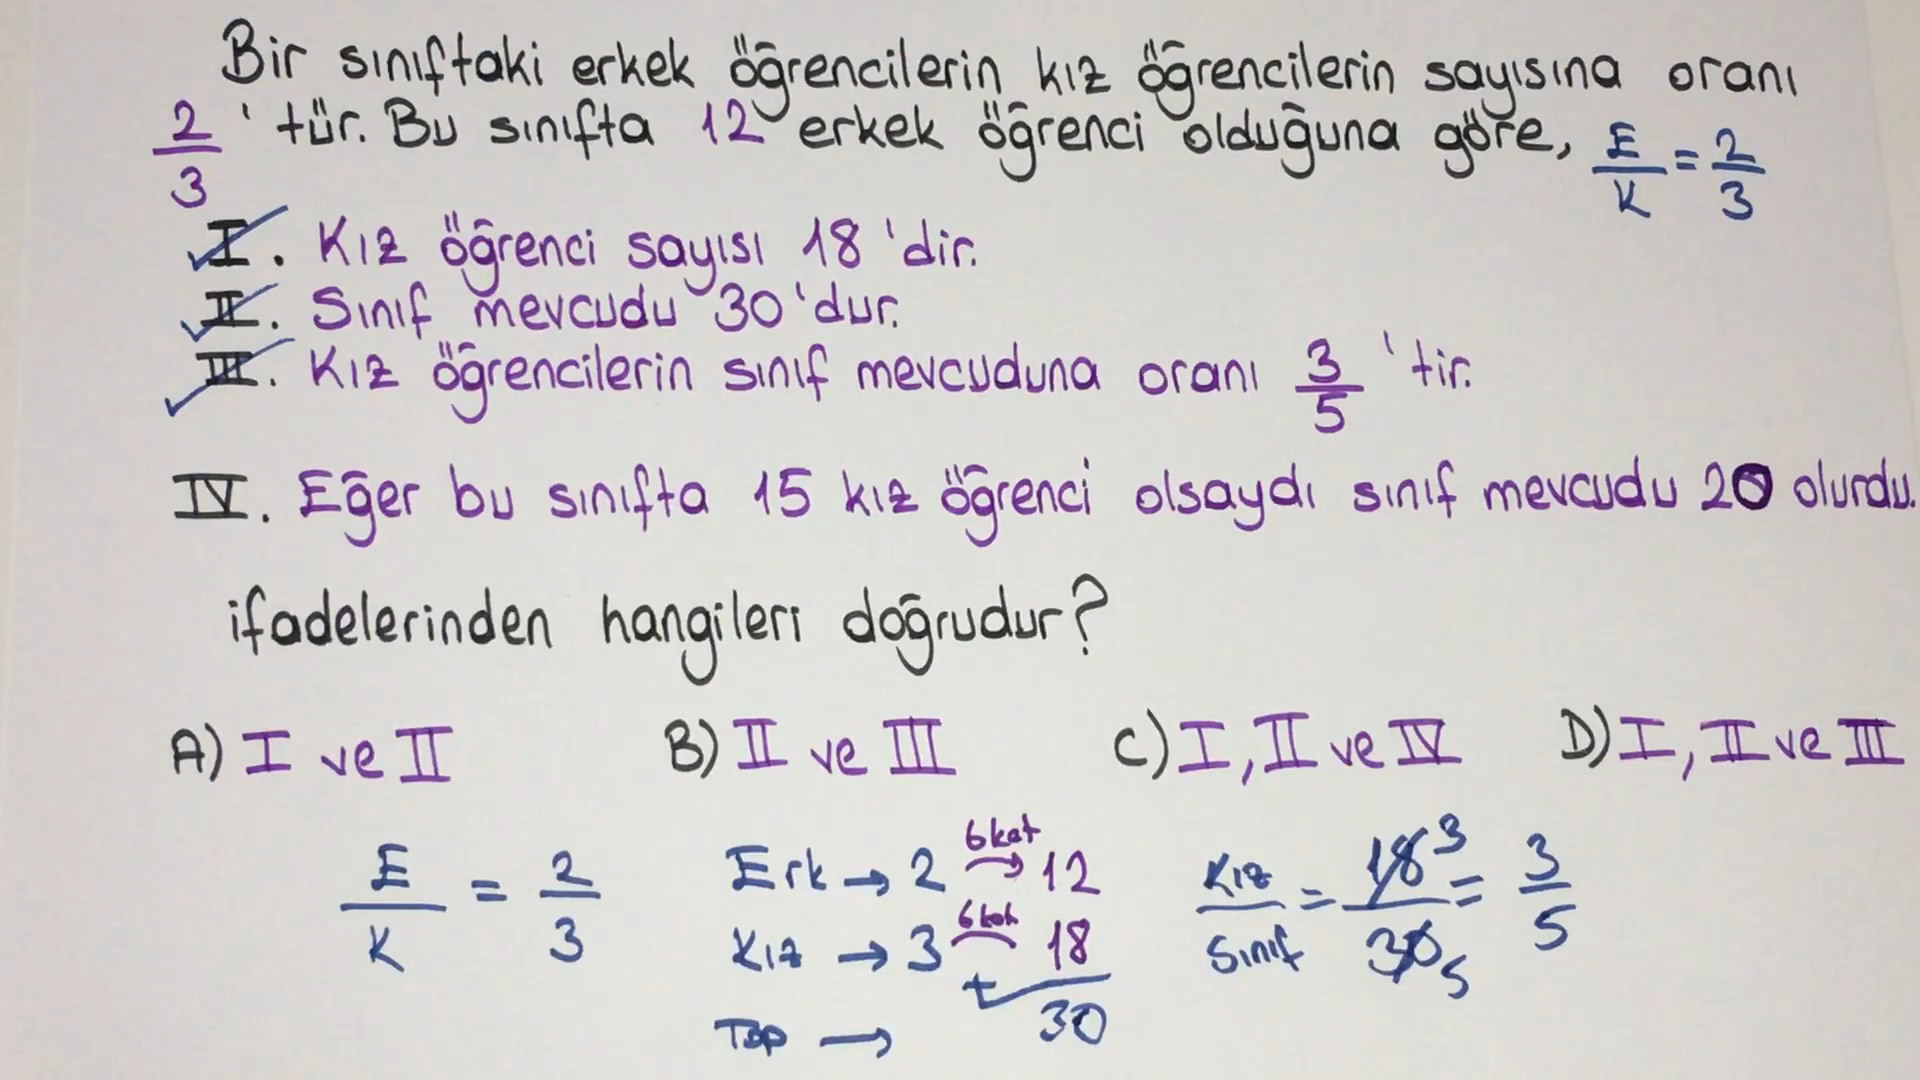 Bir sınıftaki erkek öğrencilerin kız öğrencilerin sayısına oranı
2/3 'tür. Bu sınıfta 12 erkek öğrenci olduğuna göre, E/K = 2/3
I. Kız öğrenci sayısı 18'dir.
II. Sınıf mevcudu 30'dur.
III. Kız öğrencilerin sınıf mevcuduna oranı 3/5 'tir.
IV. Eğer bu sınıfta 15 kız öğrenci olsaydı sınıf mevcudu 20 olurdu.
ifadelerinden hangileri doğrudur?
A) I ve II B) II ve III C) I, II ve IV D) I, II ve III
E/K = 2/3
Erk → 2 6 kat 12
Kız → 3 6 kat 18
Top → + 30
Kız/Sınıf = 18 3/30 5 = 3/5